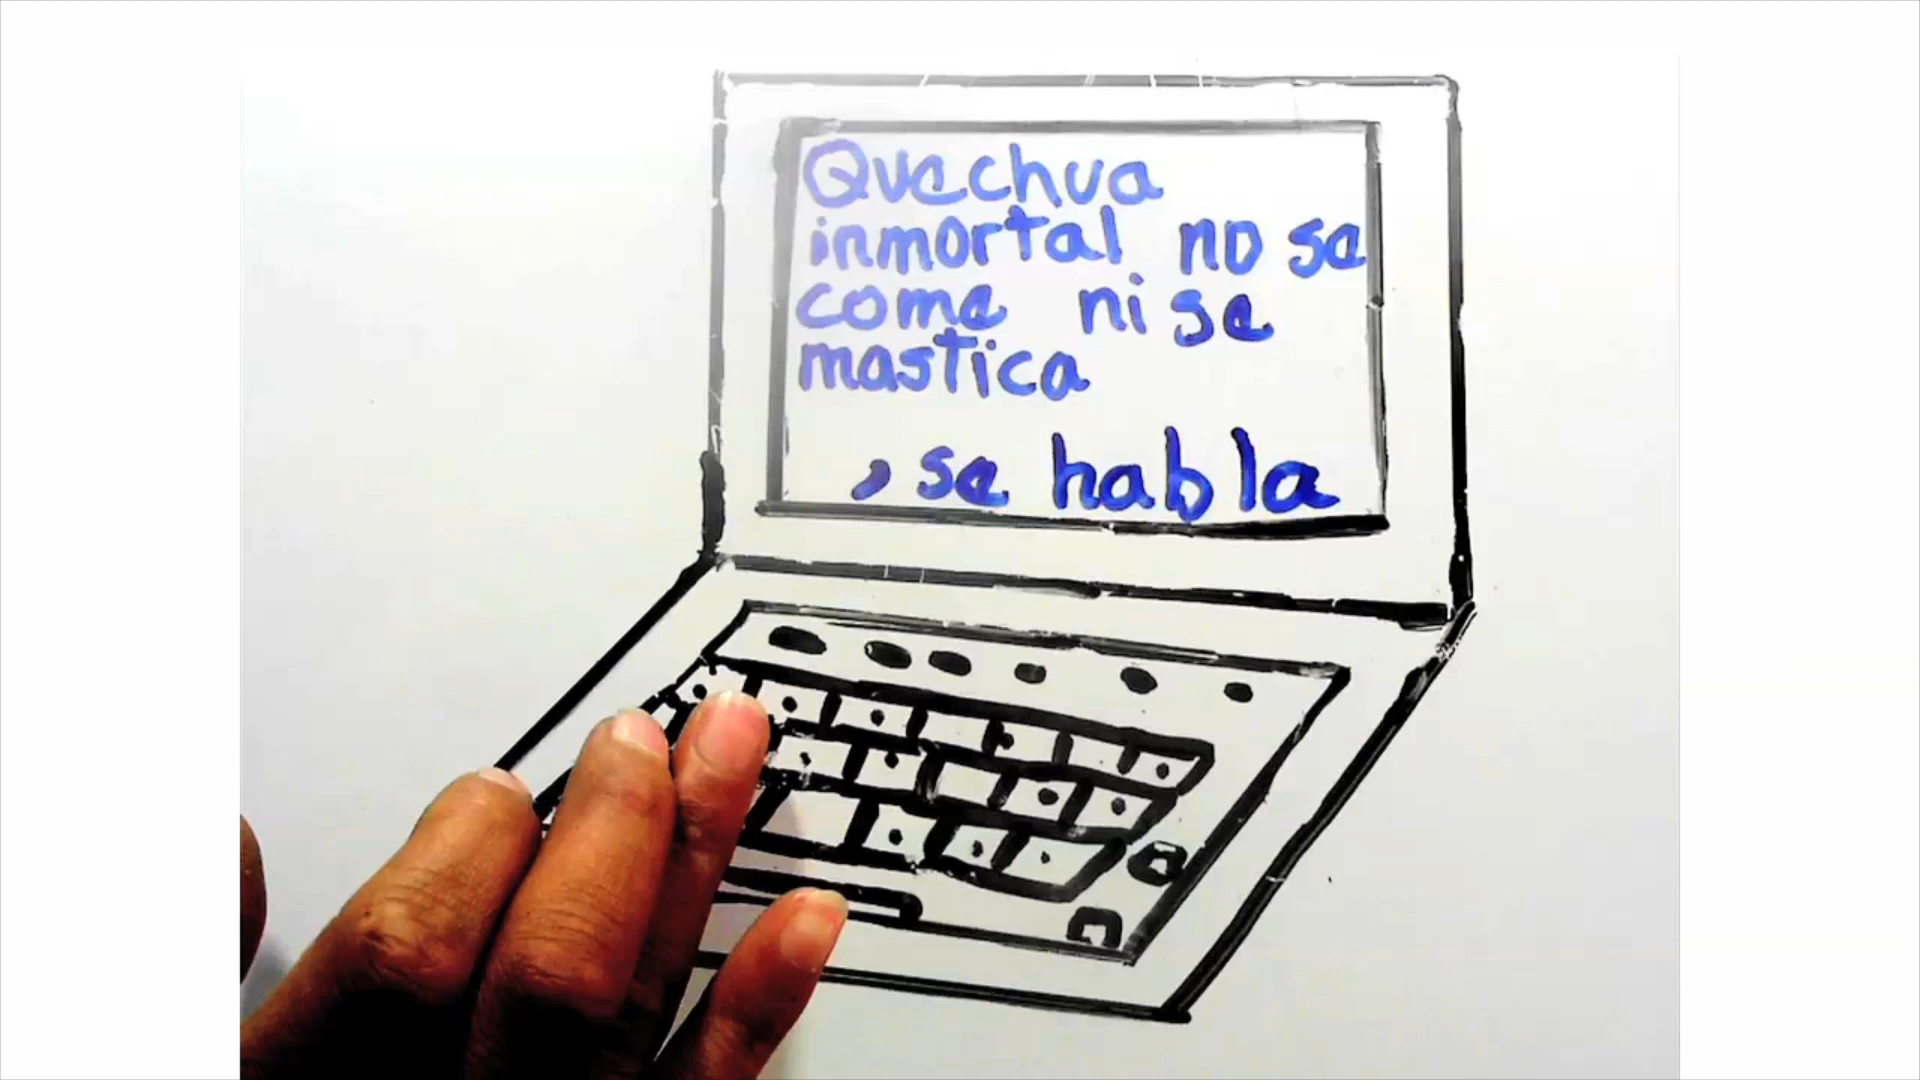 Quechua
inmortal no se
come ni se
mastica
, se habla